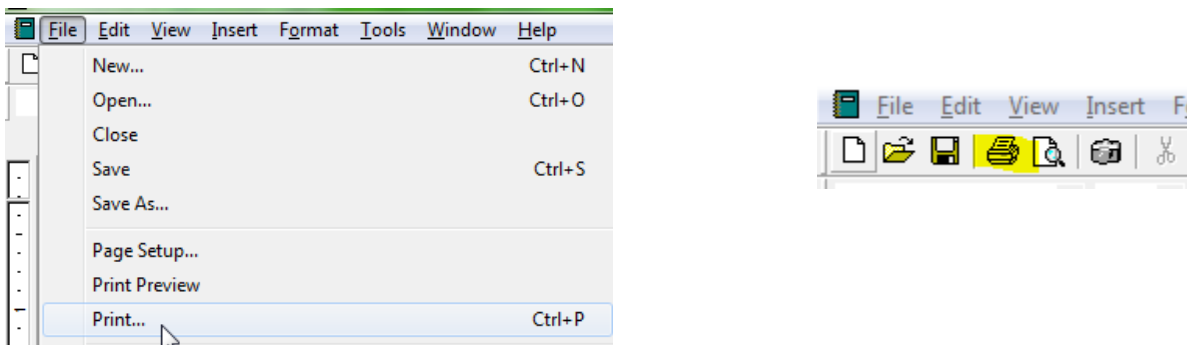 File Edit View Insert Format Tools Window Help
New... Ctrl+N
Open... Ctrl+O
Close
Save Ctrl+S
Save As...
Page Setup...
Print Preview
Print... Ctrl+P
File Edit View Insert